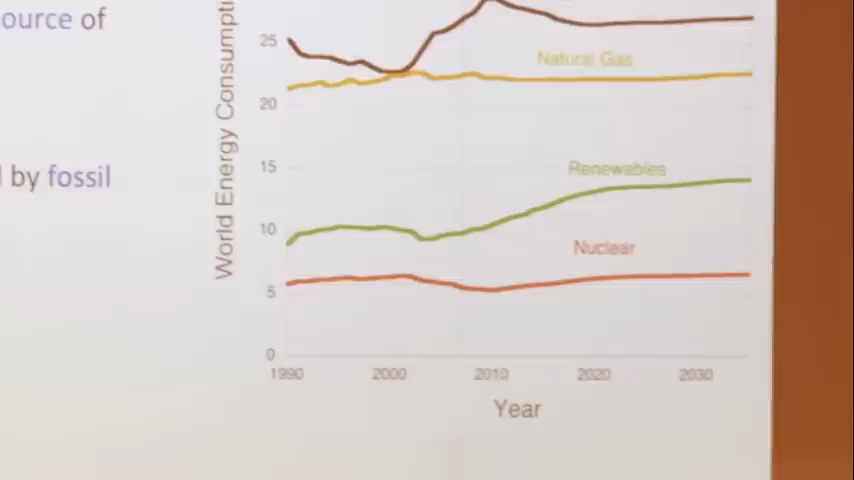 ource of
by fossil
World Energy Consumpti
25
20
15
10
5
0
Natural Gas
Renewables
Nuclear
1990 2000 2010 2020 2030
Year